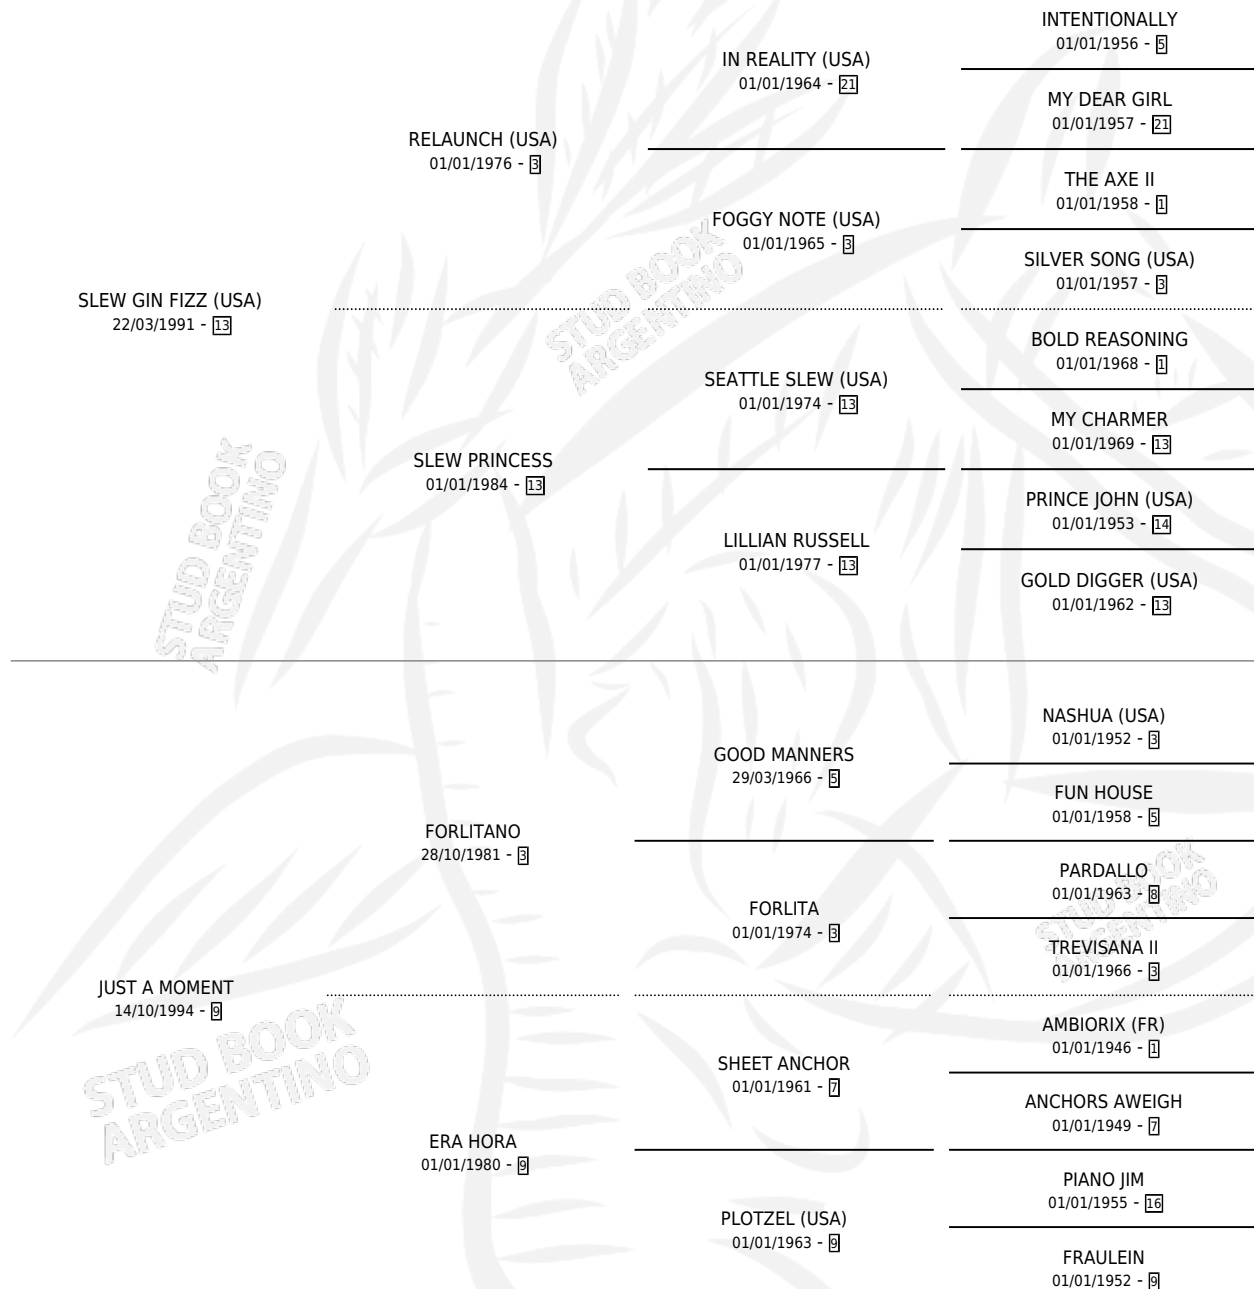 INTENTIONALLY
01/01/1956 - 5
IN REALITY (USA)
01/01/1964 - 21
MY DEAR GIRL
01/01/1957 - 21
RELAUNCH (USA)
01/01/1976 - 3
THE AXE II
01/01/1958 - 1
FOGGY NOTE (USA)
01/01/1965 - 3
SILVER SONG (USA)
01/01/1957 - 3
SLEW GIN FIZZ (USA)
22/03/1991 - 13
BOLD REASONING
01/01/1968 - 1
SEATTLE SLEW (USA)
01/01/1974 - 13
MY CHARMER
01/01/1969 - 13
SLEW PRINCESS
01/01/1984 - 13
PRINCE JOHN (USA)
01/01/1953 - 14
LILLIAN RUSSELL
01/01/1977 - 13
GOLD DIGGER (USA)
01/01/1962 - 13
NASHUA (USA)
01/01/1952 - 3
GOOD MANNERS
29/03/1966 - 5
FUN HOUSE
01/01/1958 - 5
FORLITANO
28/10/1981 - 3
PARDALLO
01/01/1963 - 8
FORLITA
01/01/1974 - 3
TREVISANA II
01/01/1966 - 3
JUST A MOMENT
14/10/1994 - 9
AMBIORIX (FR)
01/01/1946 - 1
SHEET ANCHOR
01/01/1961 - 7
ANCHORS AWEIGH
01/01/1949 - 7
ERA HORA
01/01/1980 - 9
PIANO JIM
01/01/1955 - 16
PLOTZEL (USA)
01/01/1963 - 9
FRAULEIN
01/01/1952 - 9
STUD BOOK
ARGENTINO
STUD BOOK
ARGENTINO
STUD BOOK
ARGENTINO
STUD BOOK
ARGENTINO